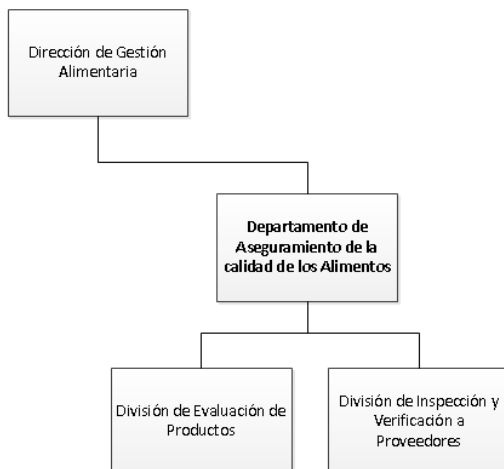 Dirección de Gestión
Alimentaria
Departamento de
Aseguramiento de la
calidad de los Alimentos
División de Evaluación de
Productos
División de Inspección y
Verificación a
Proveedores